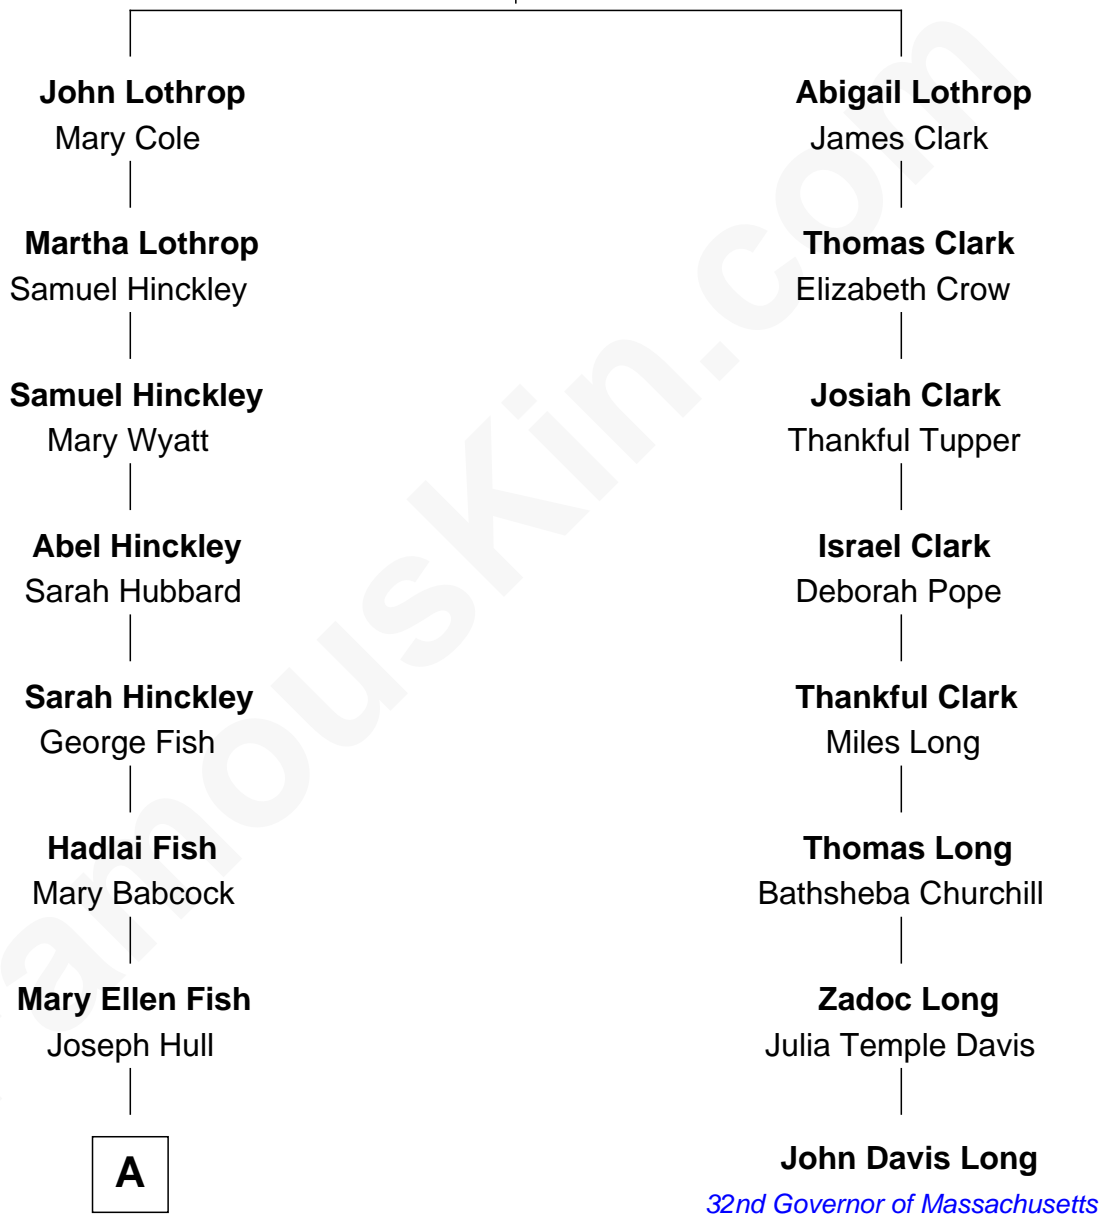 John Lothrop
Mary Cole
Martha Lothrop
Samuel Hinckley
Samuel Hinckley
Mary Wyatt
Abel Hinckley
Sarah Hubbard
Sarah Hinckley
George Fish
Hadlai Fish
Mary Babcock
Mary Ellen Fish
Joseph Hull
A
Abigail Lothrop
James Clark
Thomas Clark
Elizabeth Crow
Josiah Clark
Thankful Tupper
Israel Clark
Deborah Pope
Thankful Clark
Miles Long
Thomas Long
Bathsheba Churchill
Zadoc Long
Julia Temple Davis
John Davis Long
32nd Governor of Massachusetts
amouskin.com